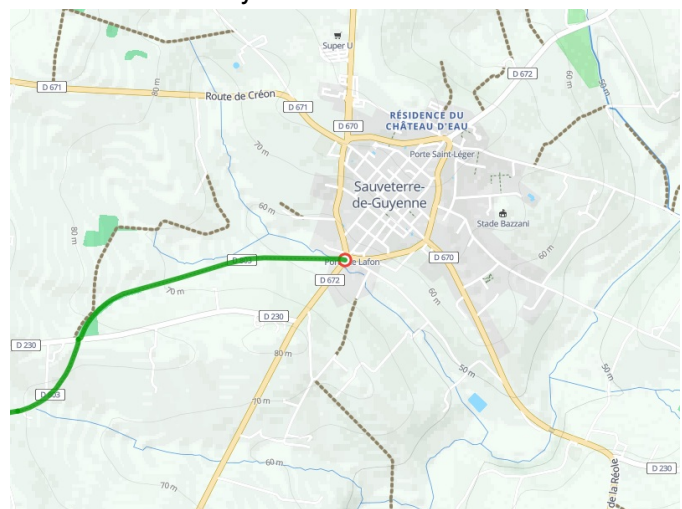 Super U
D 671
80 m
Route de Créon
D 671
D 672
60 m
50 m
RÉSIDENCE DU
CHÂTEAU D'EAU
D 670
70 m
Porte Saint-Léger
Sauveterre-
de-Guyenne
60 m
Stade Bazzani
80 m
60 m
D 670
D 672
70 m
60 m
D 230
D 230
80 m
50 m
70 m
60 m
D 230
70 m
de la Réole